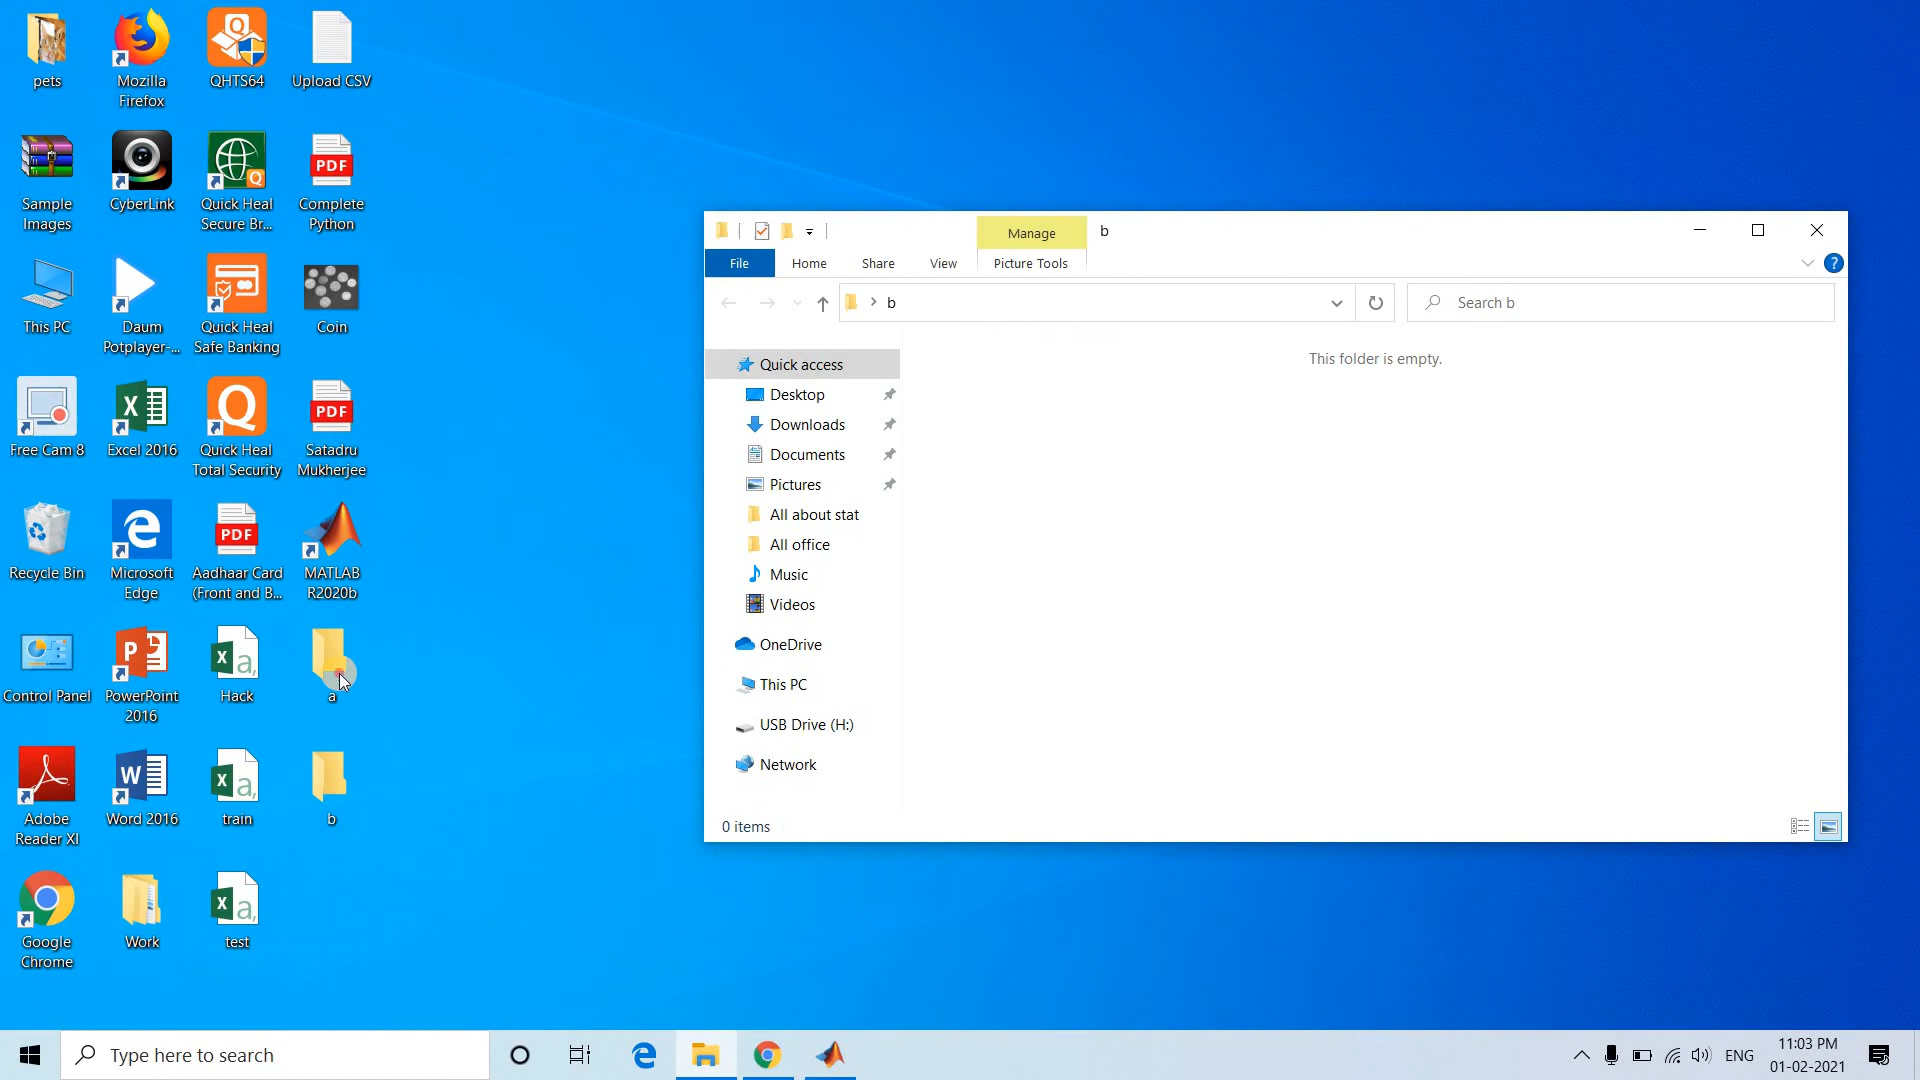 pets
Mozilla
Firefox
QHTS64
Upload CSV
Sample
Images
CyberLink
Quick Heal
Secure Br...
PDF
Complete
Python
This PC
Daum
Potplayer-...
Quick Heal
Safe Banking
Coin
Free Cam 8
Excel 2016
Quick Heal
Total Security
PDF
Satadru
Mukherjee
Recycle Bin
Microsoft
Edge
PDF
Aadhaar Card
(Front and B...
MATLAB
R2020b
Control Panel
PowerPoint
2016
Hack
a
Adobe
Reader XI
Word 2016
train
b
Google
Chrome
Work
test
Manage
b
File
Home
Share
View
Picture Tools
b
Search b
Quick access
Desktop
Downloads
Documents
Pictures
All about stat
All office
Music
Videos
OneDrive
This PC
USB Drive (H:)
Network
This folder is empty.
0 items
Type here to search
ENG
11:03 PM
01-02-2021